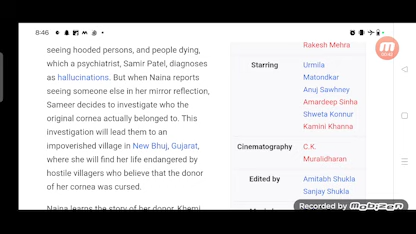 8:46
00:03
seeing hooded persons, and people dying,
which a psychiatrist, Samir Patel, diagnoses
as hallucinations. But when Naina reports
seeing someone else in her mirror reflection,
Sameer decides to investigate who the
original cornea actually belonged to. This
investigation will lead them to an
impoverished village in New Bhuj, Gujarat,
where she will find her life endangered by
hostile villagers who believe that the donor
of her cornea was cursed.
Naina learns the story of her donor, Khemi
Rakesh Mehra
Starring
Urmila
Matondkar
Anuj Sawhney
Amardeep Sinha
Shweta Konnur
Kamini Khanna
Cinematography
C.K.
Muralidharan
Edited by
Amitabh Shukla
Sanjay Shukla
Recorded by MOBIZEN